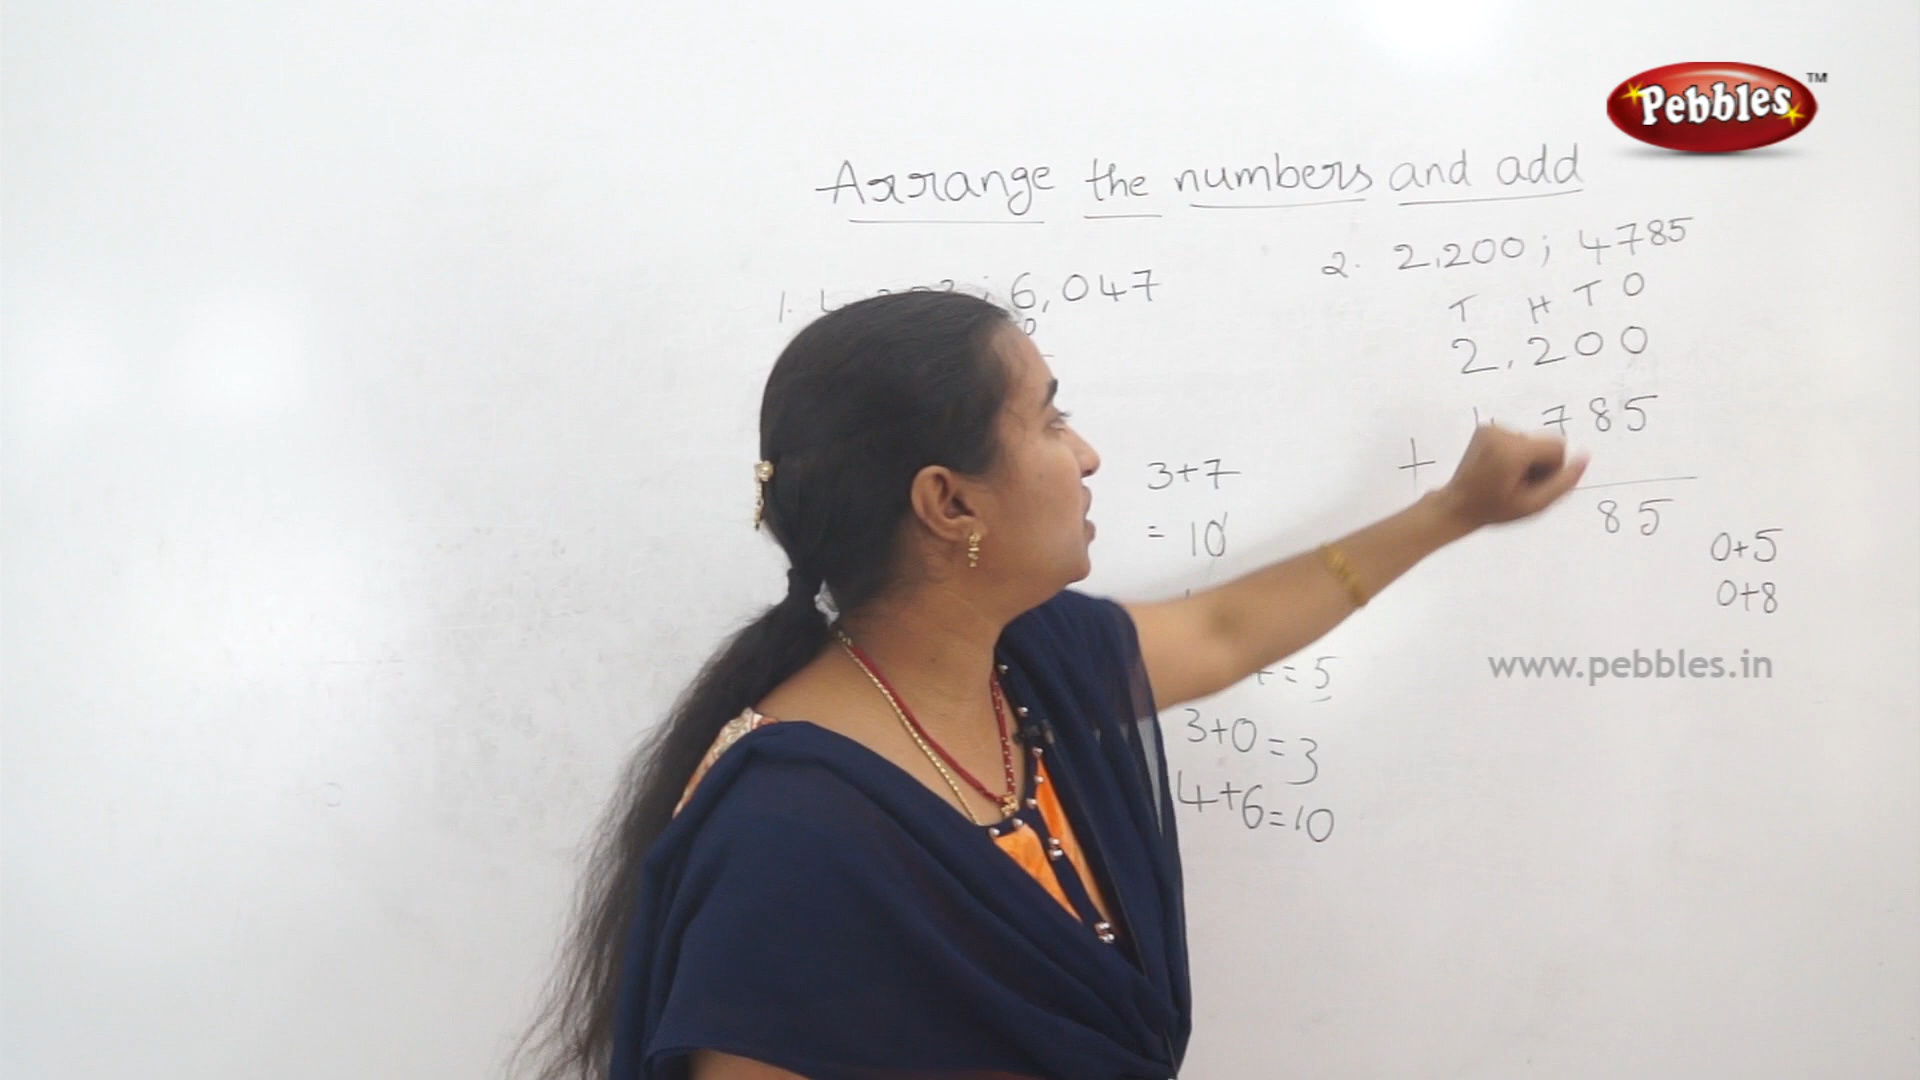 Pebbles TM
Arrange the numbers and add
1. ; 6,047
3+7
= 10
= 5
3+0=3
4+6=10
2. 2,200 ; 4785
T H T O
2,200
+ 785
85
0+5
0+8
www.pebbles.in